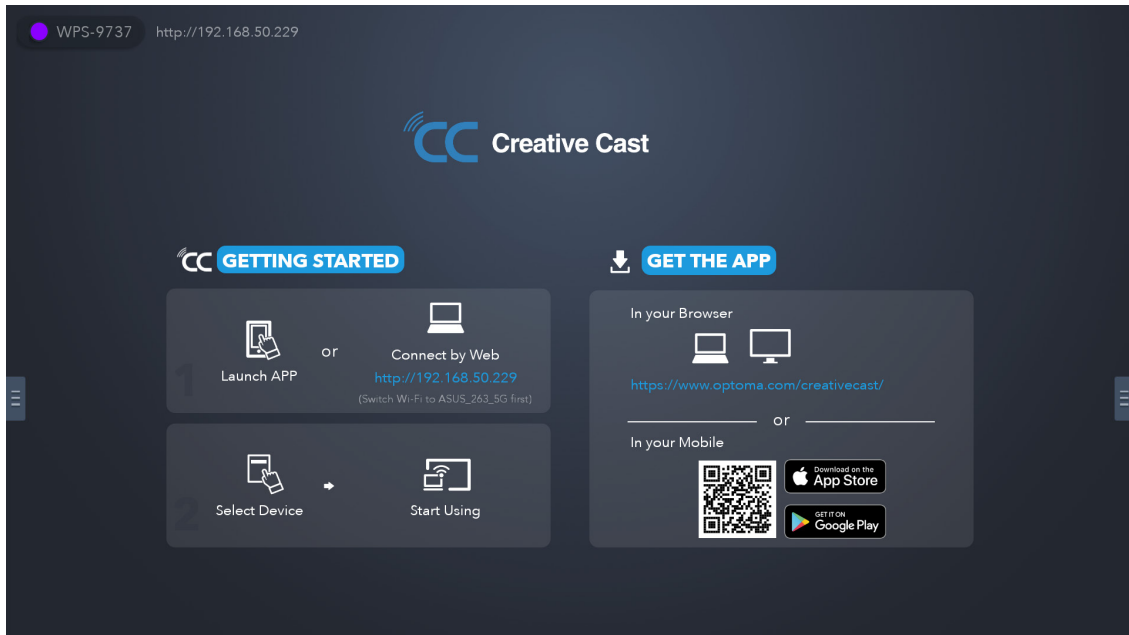 WPS-9737 http://192.168.50.229
CC Creative Cast
CC GETTING STARTED
1
Launch APP
or
Connect by Web
http://192.168.50.229
(Switch Wi-Fi to ASUS_263_5G first)
2
Select Device
Start Using
GET THE APP
In your Browser
https://www.optoma.com/creativecast/
or
In your Mobile
Download on the
App Store
GET IT ON
Google Play